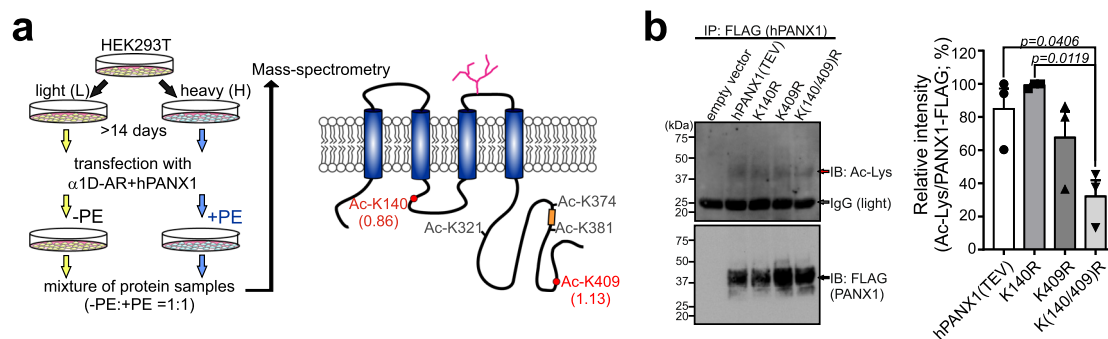 a
HEK293T
light (L)
heavy (H)
>14 days
transfection with
α1D-AR+hPANX1
-PE
+PE
mixture of protein samples
(-PE:+PE =1:1)
Mass-spectrometry
Ac-K140
(0.86)
Ac-K321
Ac-K374
Ac-K381
Ac-K409
(1.13)
b
IP: FLAG (hPANX1)
empty vector
hPANX1(TEV)
K140R
K409R
K(140/409)R
(kDa)
75
50
37
25
20
IB: Ac-Lys
IgG (light)
75
50
37
25
20
IB: FLAG
(PANX1)
Relative intensity
(Ac-Lys/PANX1-FLAG; %)
120
100
80
60
40
20
0
p=0.0406
p=0.0119
hPANX1(TEV)
K140R
K409R
K(140/409)R